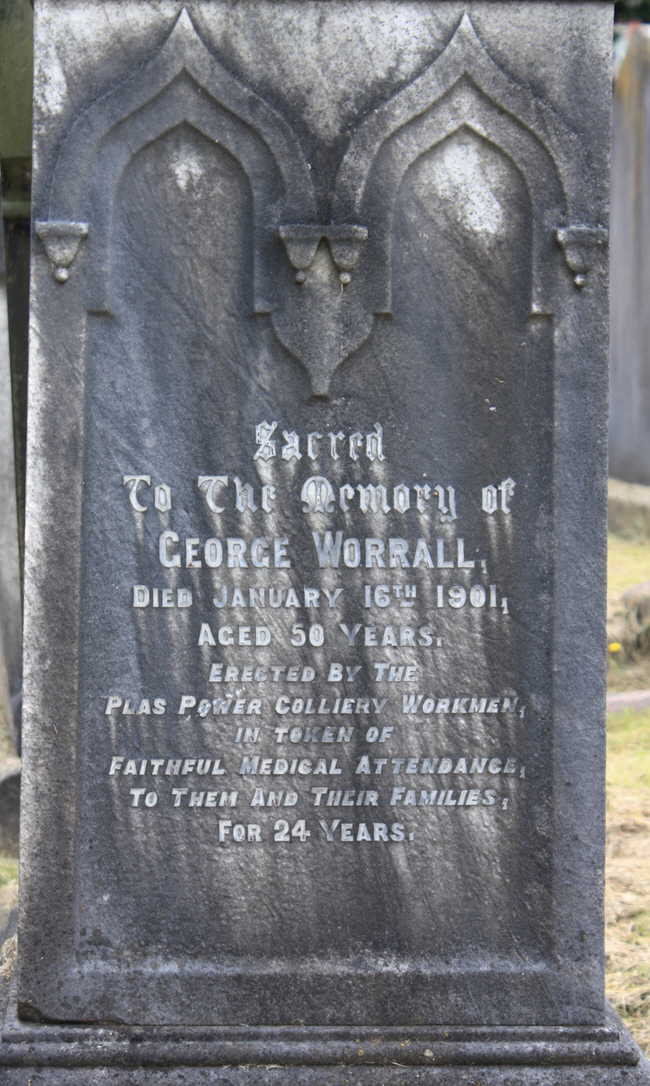 Sacred
To The Memory of
GEORGE WORRALL,
DIED JANUARY 16TH 1901,
AGED 50 YEARS.
ERECTED BY THE
PLAS POWER COLLIERY WORKMEN,
IN TOKEN OF
FAITHFUL MEDICAL ATTENDANCE,
TO THEM AND THEIR FAMILIES,
FOR 24 YEARS.